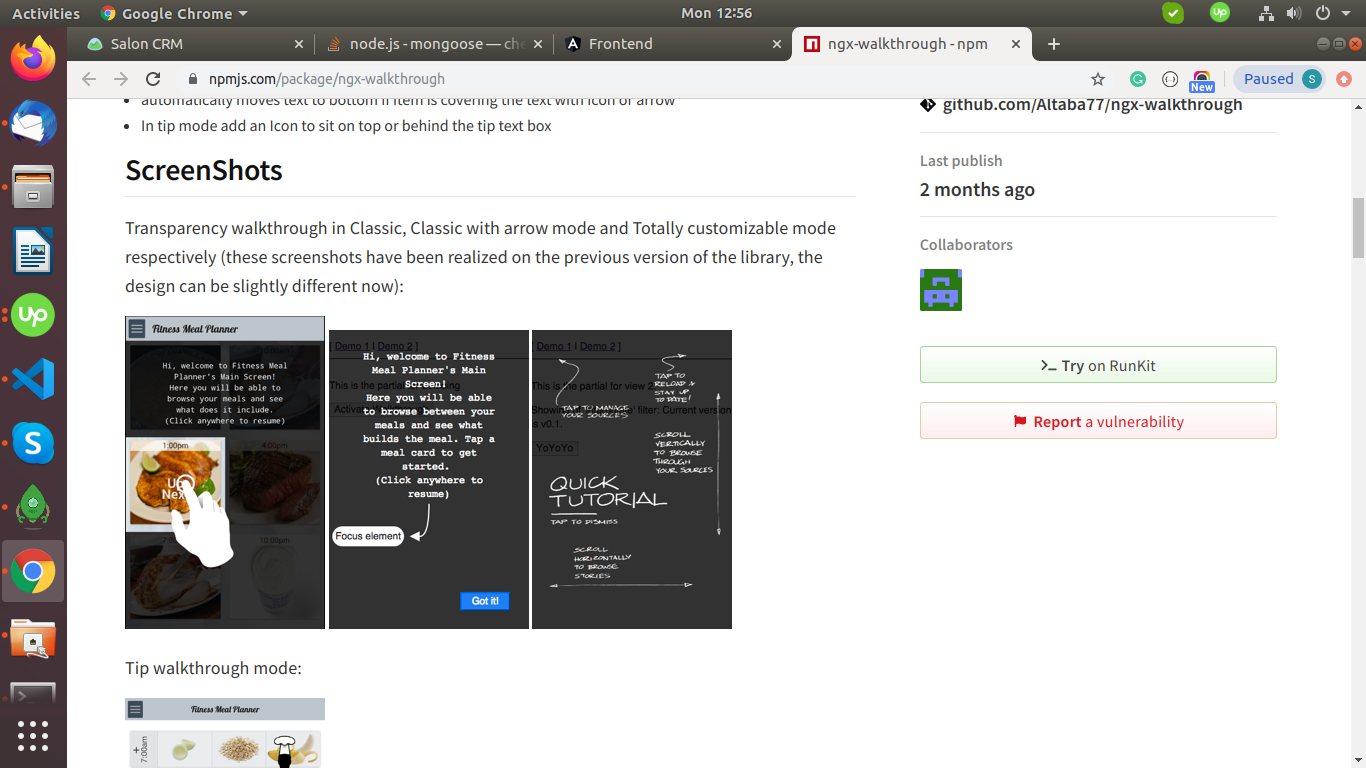 Activities
Google Chrome
Mon 12:56
Salon CRM
node.js - mongoose — che
Frontend
ngx-walkthrough - npm
npmjs.com/package/ngx-walkthrough
New
Paused
S
automatically moves text to bottom if item is covering the text with icon or arrow
In tip mode add an Icon to sit on top or behind the tip text box
ScreenShots
Transparency walkthrough in Classic, Classic with arrow mode and Totally customizable mode
respectively (these screenshots have been realized on the previous version of the library, the
design can be slightly different now):
Fitness Meal Planner
Hi, welcome to Fitness Meal
Planner's Main Screen!
Here you will be able to
browse your meals and see
what does it include.
(Click anywhere to resume)
1:00pm
4:00pm
Up
Next
7:00pm
10:00pm
[ Demo 1 | Demo 2 ]
Hi, welcome to Fitness
Meal Planner's Main
Screen!
Here you will be able
to browse between your
meals and see what
builds the meal. Tap a
meal card to get
started.
(Click anywhere to
resume)
This is the partial
Focus element
Got it!
[ Demo 1 | Demo 2 ]
TAP TO
RELOAD &
STAY UP
TO DATE!
This is the partial for view 2
TAP TO MANAGE
YOUR SOURCES
filter: Current version
is v0.1.
YoYoYo
SCROLL
VERTICALLY
TO BROWSE
THROUGH
YOUR SOURCES
QUICK
TUTORIAL
TAP TO DISMISS
SCROLL
HORIZONTALLY
TO BROWSE
STORIES
Tip walkthrough mode:
Fitness Meal Planner
+
7:00am
github.com/Altaba77/ngx-walkthrough
Last publish
2 months ago
Collaborators
Try on RunKit
Report a vulnerability